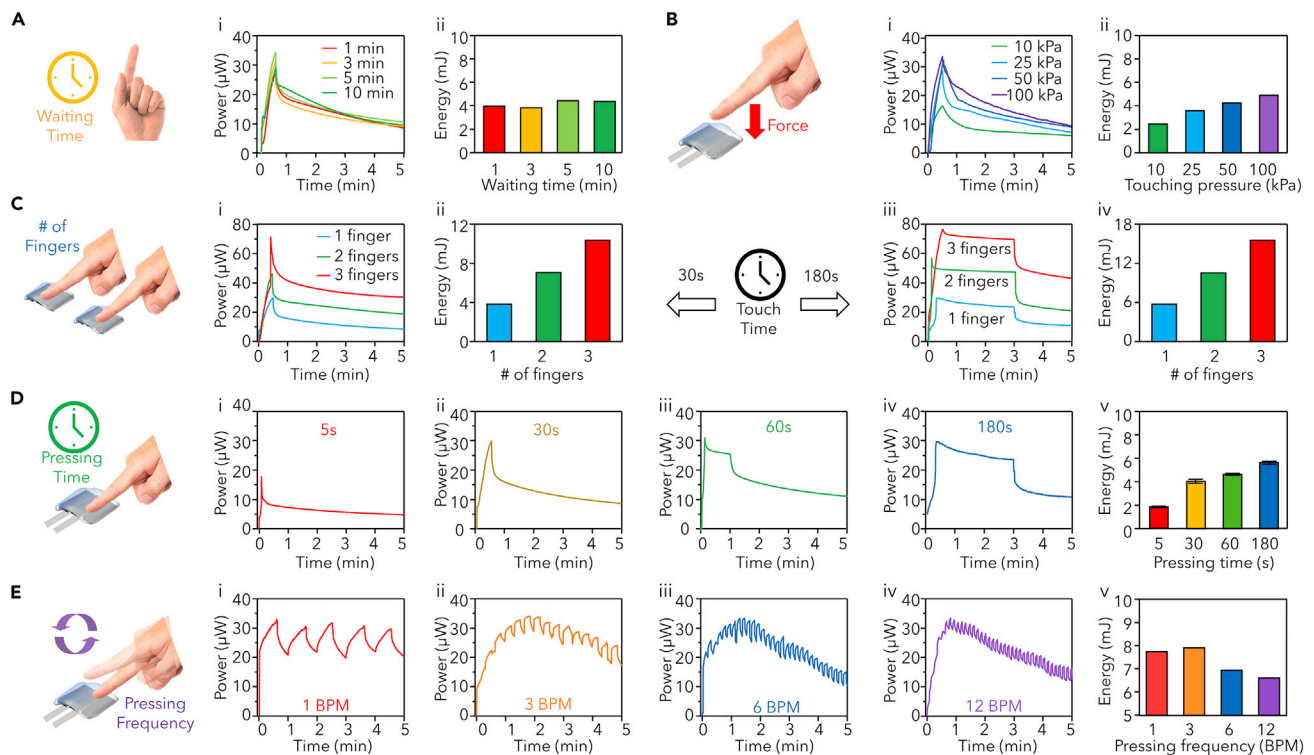 A
Waiting
Time
i
Power (µW)
40
30
20
10
0
1 min
3 min
5 min
10 min
0 1 2 3 4 5
Time (min)
ii
Energy (mJ)
10
8
6
4
2
0
1 3 5 10
Waiting time (min)
B
Force
i
Power (µW)
40
30
20
10
0
10 kPa
25 kPa
50 kPa
100 kPa
0 1 2 3 4 5
Time (min)
ii
Energy (mJ)
10
8
6
4
2
0
10 25 50 100
Touching pressure (kPa)
C
# of
Fingers
i
Power (µW)
80
60
40
20
0
1 finger
2 fingers
3 fingers
0 1 2 3 4 5
Time (min)
ii
Energy (mJ)
12
8
4
0
1 2 3
# of fingers
30s
180s
Touch
Time
iii
Power (µW)
80
60
40
20
0
3 fingers
2 fingers
1 finger
0 1 2 3 4 5
Time (min)
iv
Energy (mJ)
18
12
6
0
1 2 3
# of fingers
D
Pressing
Time
i
Power (µW)
40
30
20
10
0
5s
0 1 2 3 4 5
Time (min)
ii
Power (µW)
40
30
20
10
0
30s
0 1 2 3 4 5
Time (min)
iii
Power (µW)
40
30
20
10
0
60s
0 1 2 3 4 5
Time (min)
iv
Power (µW)
40
30
20
10
0
180s
0 1 2 3 4 5
Time (min)
v
Energy (mJ)
10
8
6
4
2
0
5 30 60 180
Pressing time (s)
E
Pressing
Frequency
i
Power (µW)
40
30
20
10
0
1 BPM
0 1 2 3 4 5
Time (min)
ii
Power (µW)
40
30
20
10
0
3 BPM
0 1 2 3 4 5
Time (min)
iii
Power (µW)
40
30
20
10
0
6 BPM
0 1 2 3 4 5
Time (min)
iv
Power (µW)
40
30
20
10
0
12 BPM
0 1 2 3 4 5
Time (min)
v
Energy (mJ)
10
9
8
7
6
5
1 3 6 12
Pressing frequency (BPM)